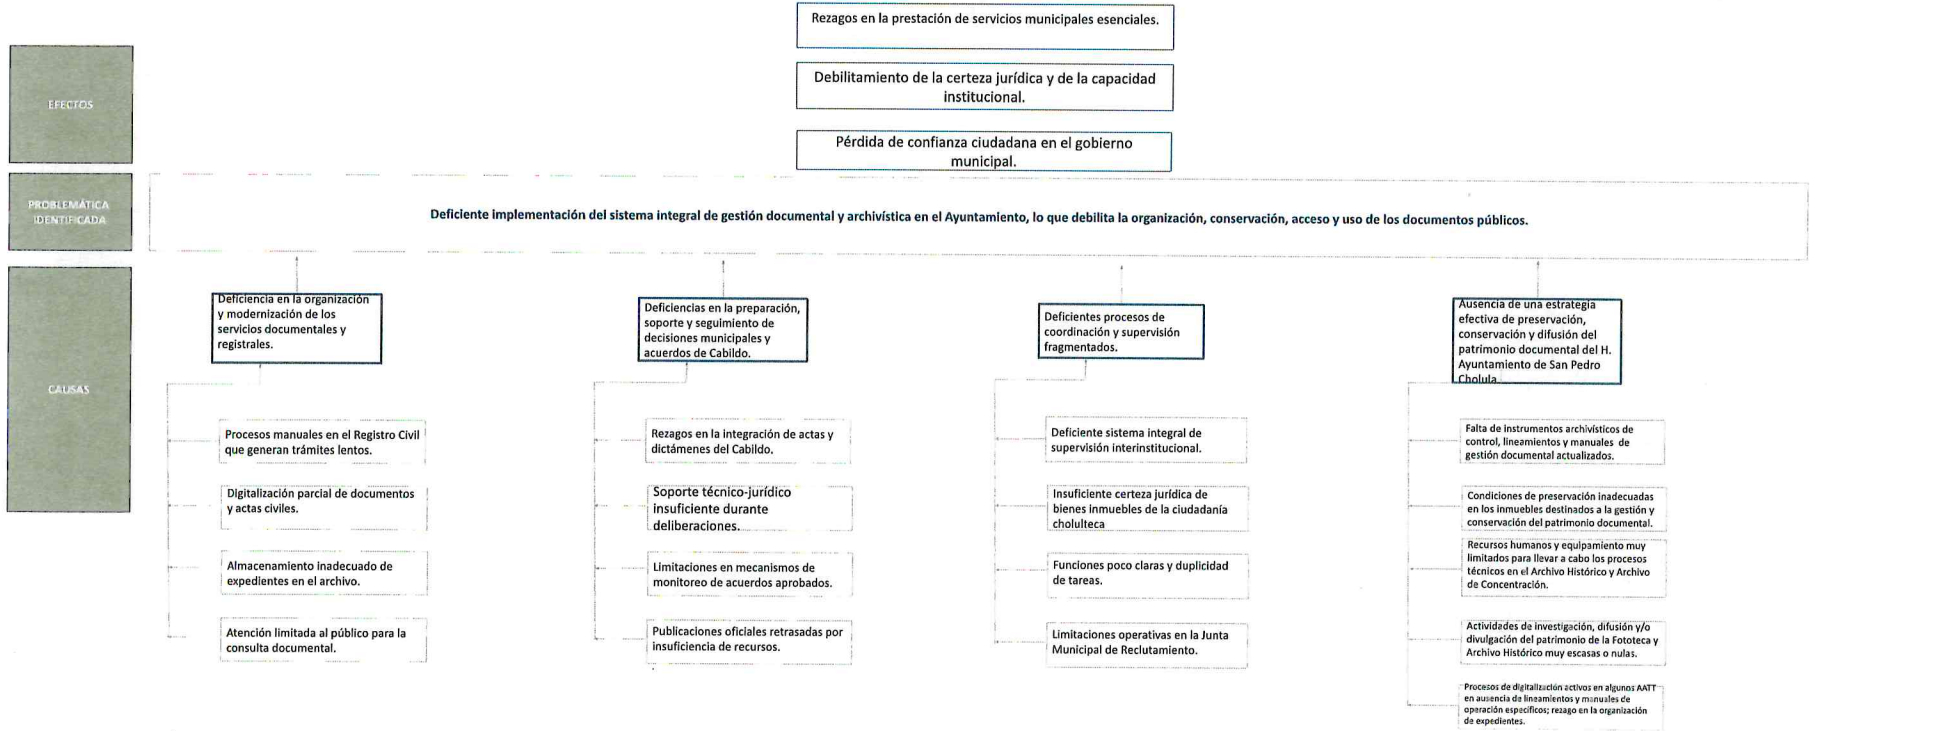 Rezagos en la prestación de servicios municipales esenciales.
EFECTOS
Debilitamiento de la certeza jurídica y de la capacidad
institucional.
Pérdida de confianza ciudadana en el gobierno
municipal.
PROBLEMÁTICA
IDENTIFICADA
Deficiente implementación del sistema integral de gestión documental y archivística en el Ayuntamiento, lo que debilita la organización, conservación, acceso y uso de los documentos públicos.
CAUSAS
Deficiencia en la organización
y modernización de los
servicios documentales y
registrales.
Procesos manuales en el Registro Civil
que generan trámites lentos.
Digitalización parcial de documentos
y actas civiles.
Almacenamiento inadecuado de
expedientes en el archivo.
Atención limitada al público para la
consulta documental.
Deficiencias en la preparación,
soporte y seguimiento de
decisiones municipales y
acuerdos de Cabildo.
Rezagos en la integración de actas y
dictámenes del Cabildo.
Soporte técnico-jurídico
insuficiente durante
deliberaciones.
Limitaciones en mecanismos de
monitoreo de acuerdos aprobados.
Publicaciones oficiales retrasadas por
insuficiencia de recursos.
Deficientes procesos de
coordinación y supervisión
fragmentados.
Deficiente sistema integral de
supervisión interinstitucional.
Insuficiente certeza jurídica de
bienes inmuebles de la ciudadanía
cholulteca
Funciones poco claras y duplicidad
de tareas.
Limitaciones operativas en la Junta
Municipal de Reclutamiento.
Ausencia de una estrategia
efectiva de preservación,
conservación y difusión del
patrimonio documental del H.
Ayuntamiento de San Pedro
Cholula
Falta de instrumentos archivísticos de
control, lineamientos y manuales de
gestión documental actualizados.
Condiciones de preservación inadecuadas
en los inmuebles destinados a la gestión y
conservación del patrimonio documental.
Recursos humanos y equipamiento muy
limitados para llevar a cabo los procesos
técnicos en el Archivo Histórico y Archivo
de Concentración.
Actividades de investigación, difusión y/o
divulgación del patrimonio de la Fototeca y
Archivo Histórico muy escasas o nulas.
Procesos de digitalización activos en algunos AATT
en ausencia de lineamientos y manuales de
operación específicos; rezago en la organización
de expedientes.